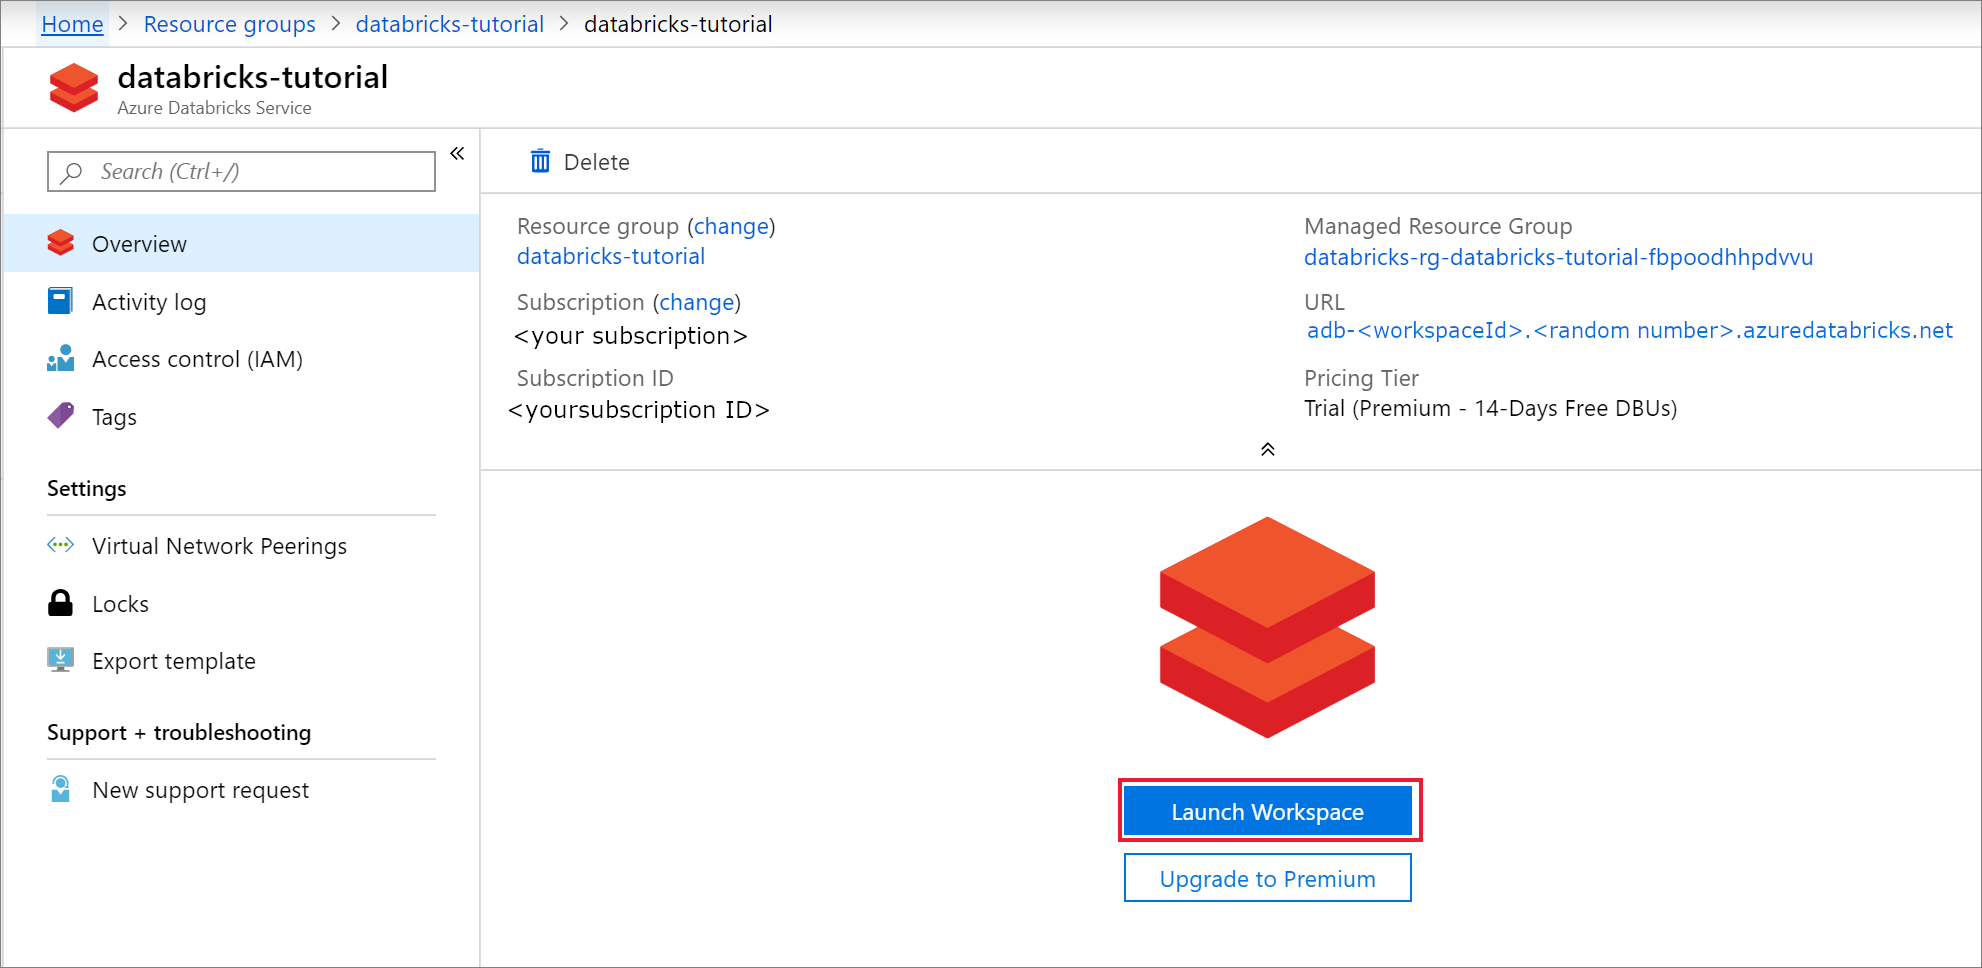 Home > Resource groups > databricks-tutorial > databricks-tutorial
databricks-tutorial
Azure Databricks Service
Search (Ctrl+/)
Overview
Activity log
Access control (IAM)
Tags
Settings
Virtual Network Peerings
Locks
Export template
Support + troubleshooting
New support request
Delete
Resource group (change)
databricks-tutorial
Subscription (change)
<your subscription>
Subscription ID
<yoursubscription ID>
Managed Resource Group
databricks-rg-databricks-tutorial-fbpoodhhpdvvu
URL
adb-<workspaceId>.<random number>.azuredatabricks.net
Pricing Tier
Trial (Premium - 14-Days Free DBUs)
Launch Workspace
Upgrade to Premium